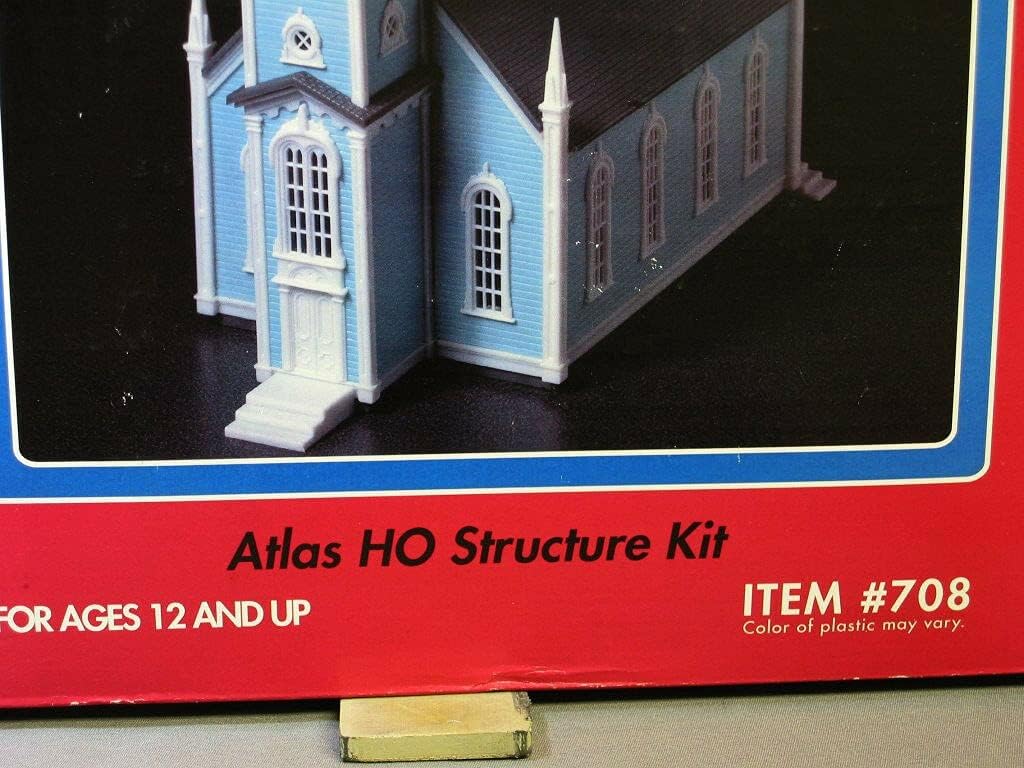 Atlas HO Structure Kit
FOR AGES 12 AND UP
ITEM #708
Color of plastic may vary.